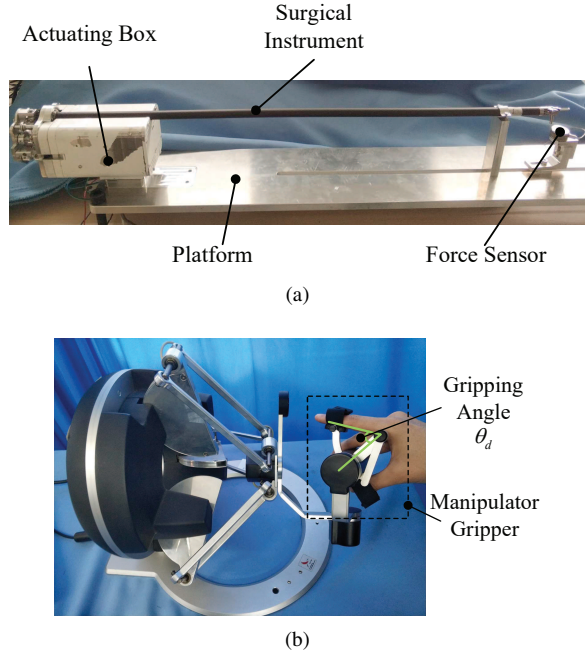 Surgical
Instrument
Actuating Box
Platform
Force Sensor
(a)
Gripping
Angle
θd
Manipulator
Gripper
(b)